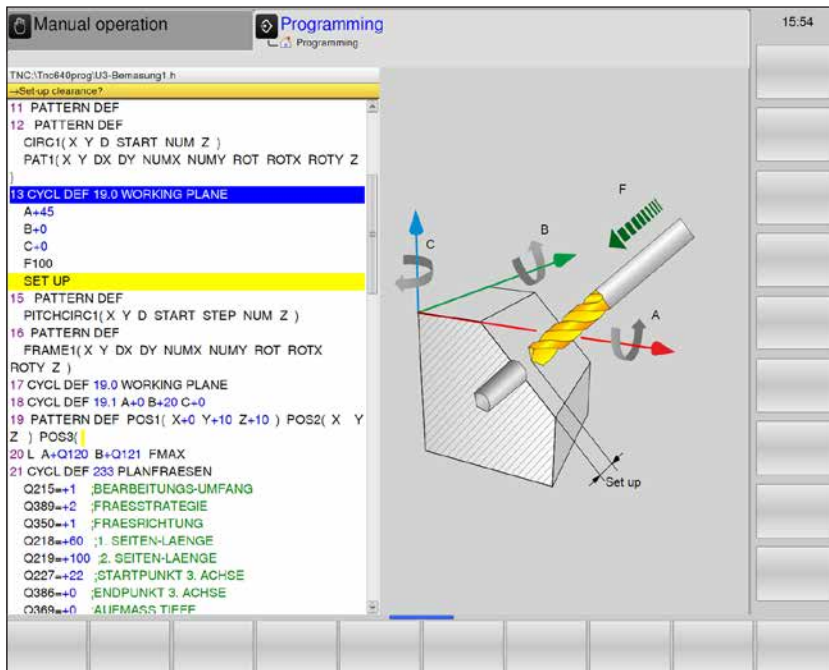 Manual operation
Programming
Programming
15:54
TNC:\Tnc640prog\U3-Bemasung1.h
→Set-up clearance?
11 PATTERN DEF
12 PATTERN DEF
CIRC1( X Y D START NUM Z )
PAT1( X Y DX DY NUMX NUMY ROT ROTX ROTY Z
)
13 CYCL DEF 19.0 WORKING PLANE
A+45
B+0
C+0
F100
SET UP
15 PATTERN DEF
PITCHCIRC1( X Y D START STEP NUM Z )
16 PATTERN DEF
FRAME1( X Y DX DY NUMX NUMY ROT ROTX
ROTY Z )
17 CYCL DEF 19.0 WORKING PLANE
18 CYCL DEF 19.1 A+0 B+20 C+0
19 PATTERN DEF POS1( X+0 Y+10 Z+10 ) POS2( X Y
Z ) POS3(
20 L A+Q120 B+Q121 FMAX
21 CYCL DEF 233 PLANFRAESEN
Q215=+1 ;BEARBEITUNGS-UMFANG
Q389=+2 ;FRAESSTRATEGIE
Q350=+1 ;FRAESRICHTUNG
Q218=+60 ;1. SEITEN-LAENGE
Q219=+100 ;2. SEITEN-LAENGE
Q227=+22 ;STARTPUNKT 3. ACHSE
Q386=+0 ;ENDPUNKT 3. ACHSE
Q369=+0 ;AUFMASS TIEFE
F
B
C
A
Set up